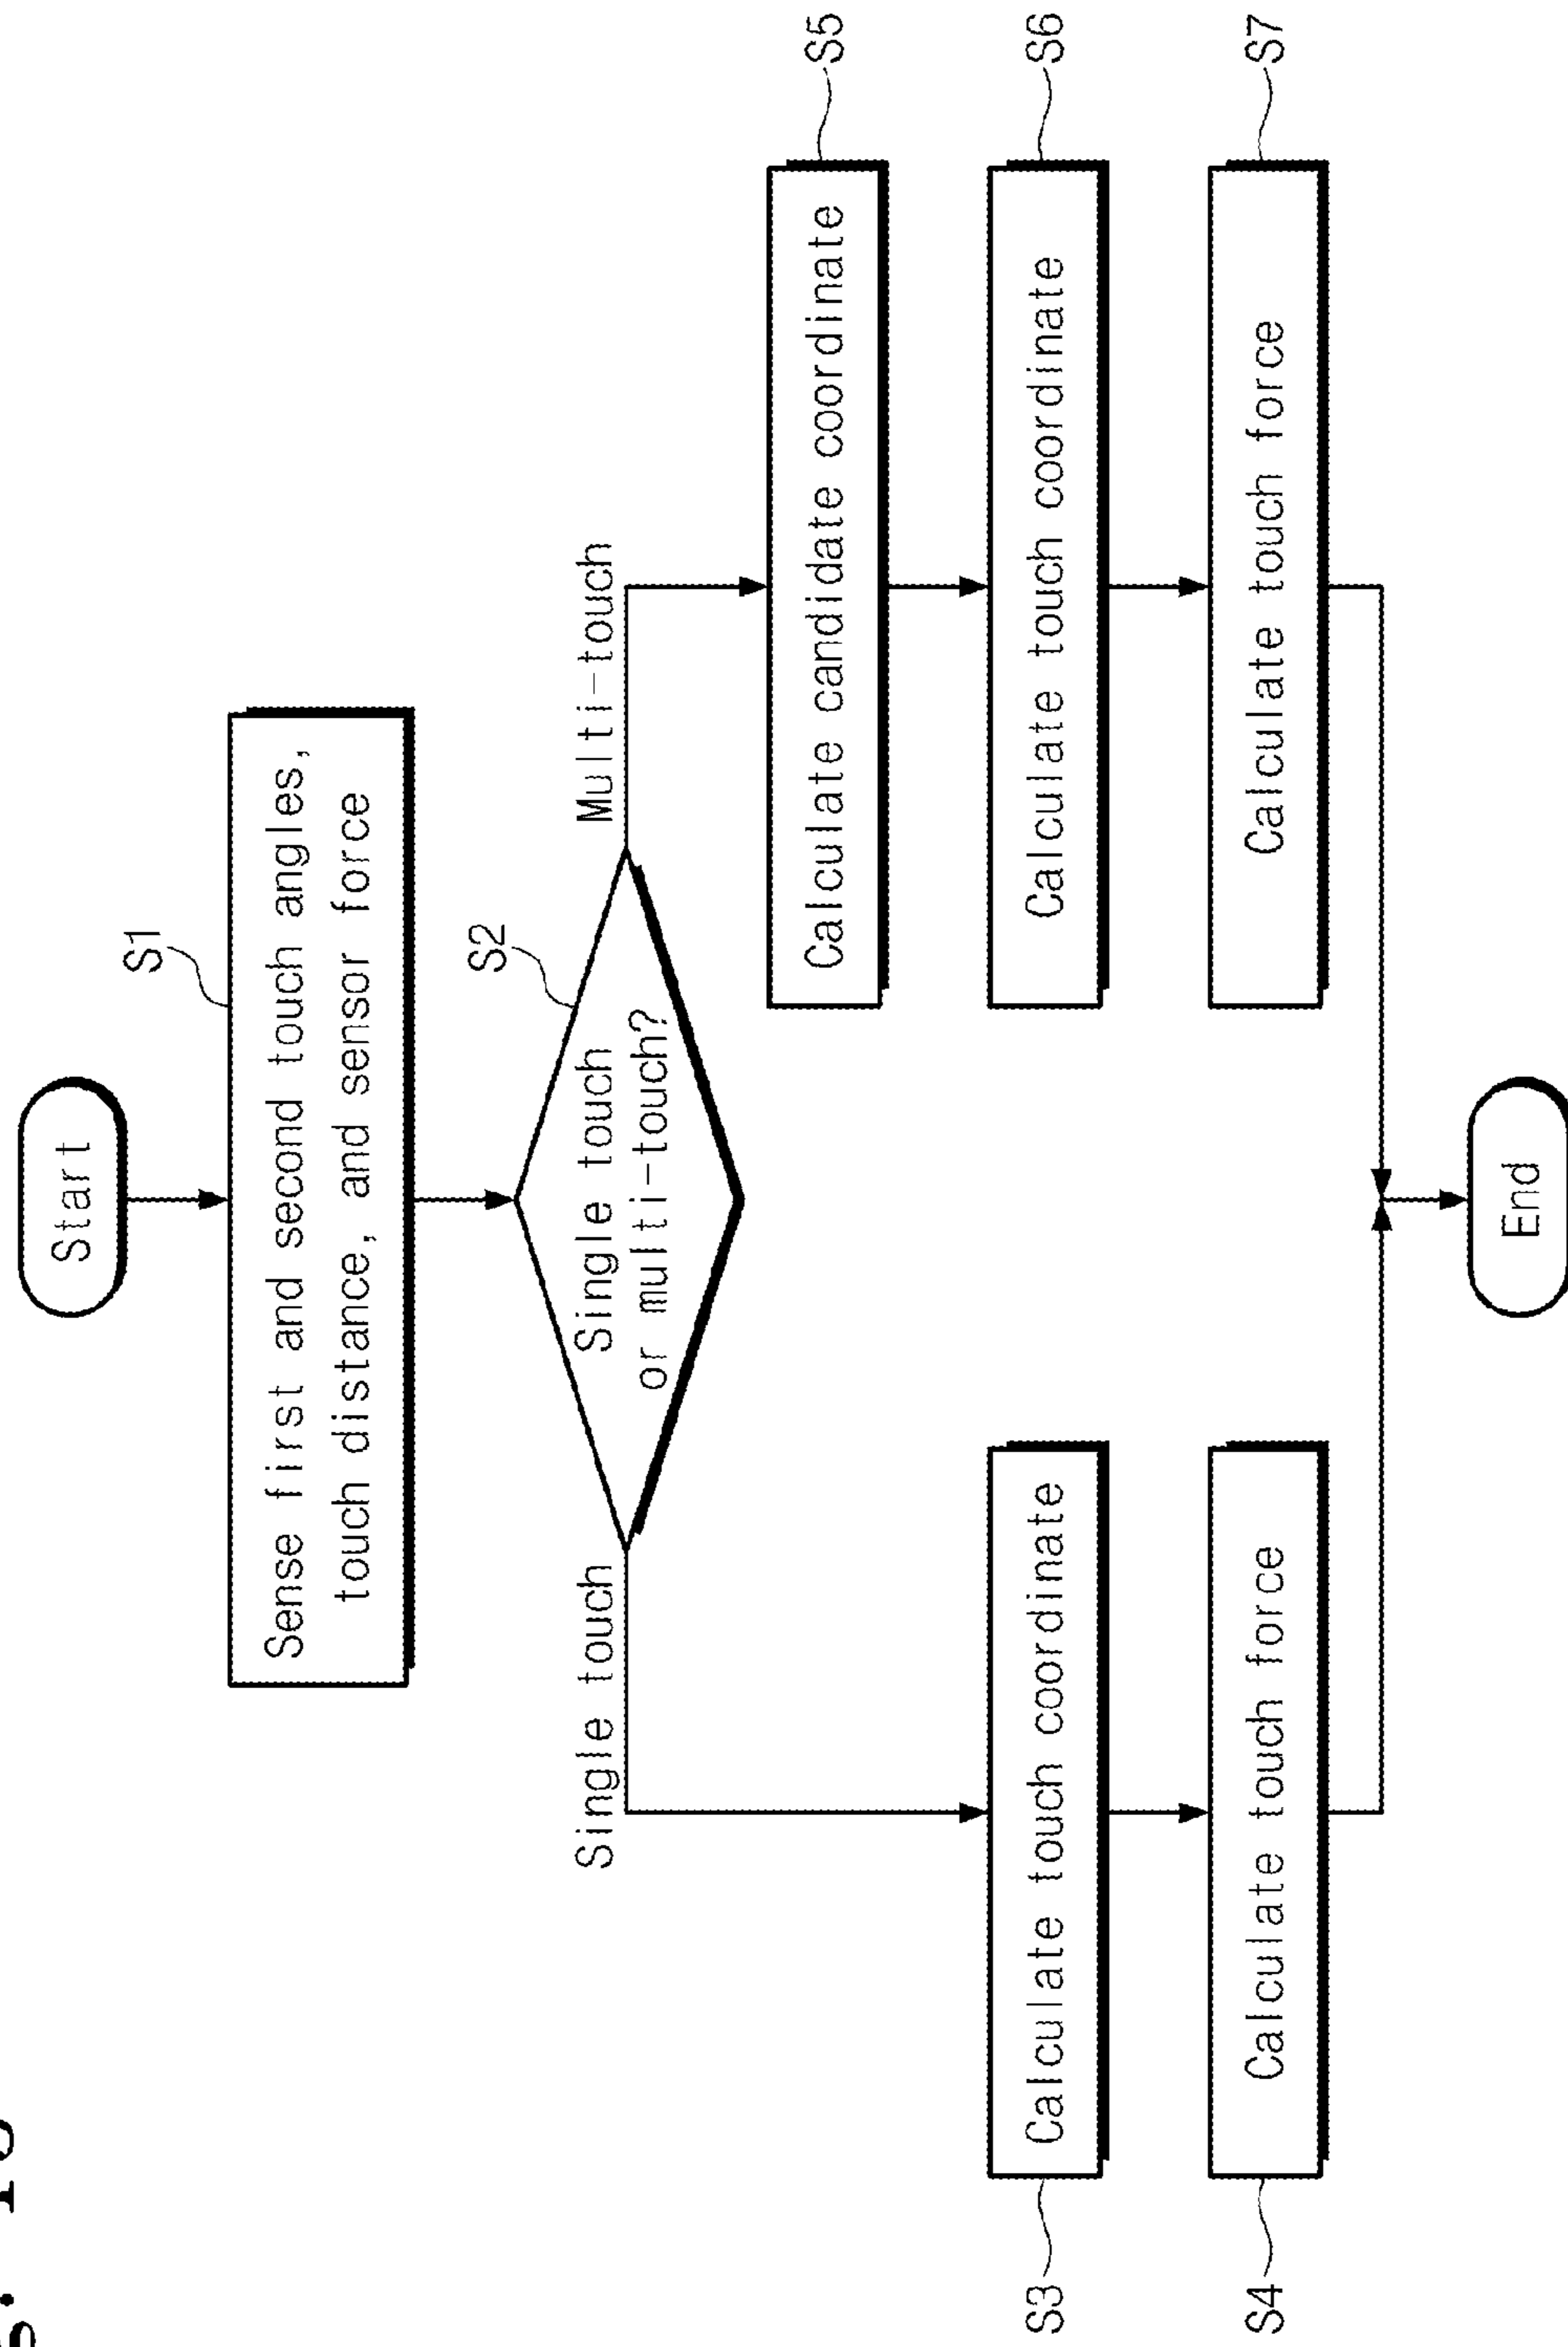 Start
S1
Sense first and second touch angles,
touch distance, and sensor force
S2
Single touch
or multi-touch?
Single touch
Multi-touch
Calculate candidate coordinate
S5
S3
Calculate touch coordinate
Calculate touch coordinate
S6
S4
Calculate touch force
Calculate touch force
S7
End